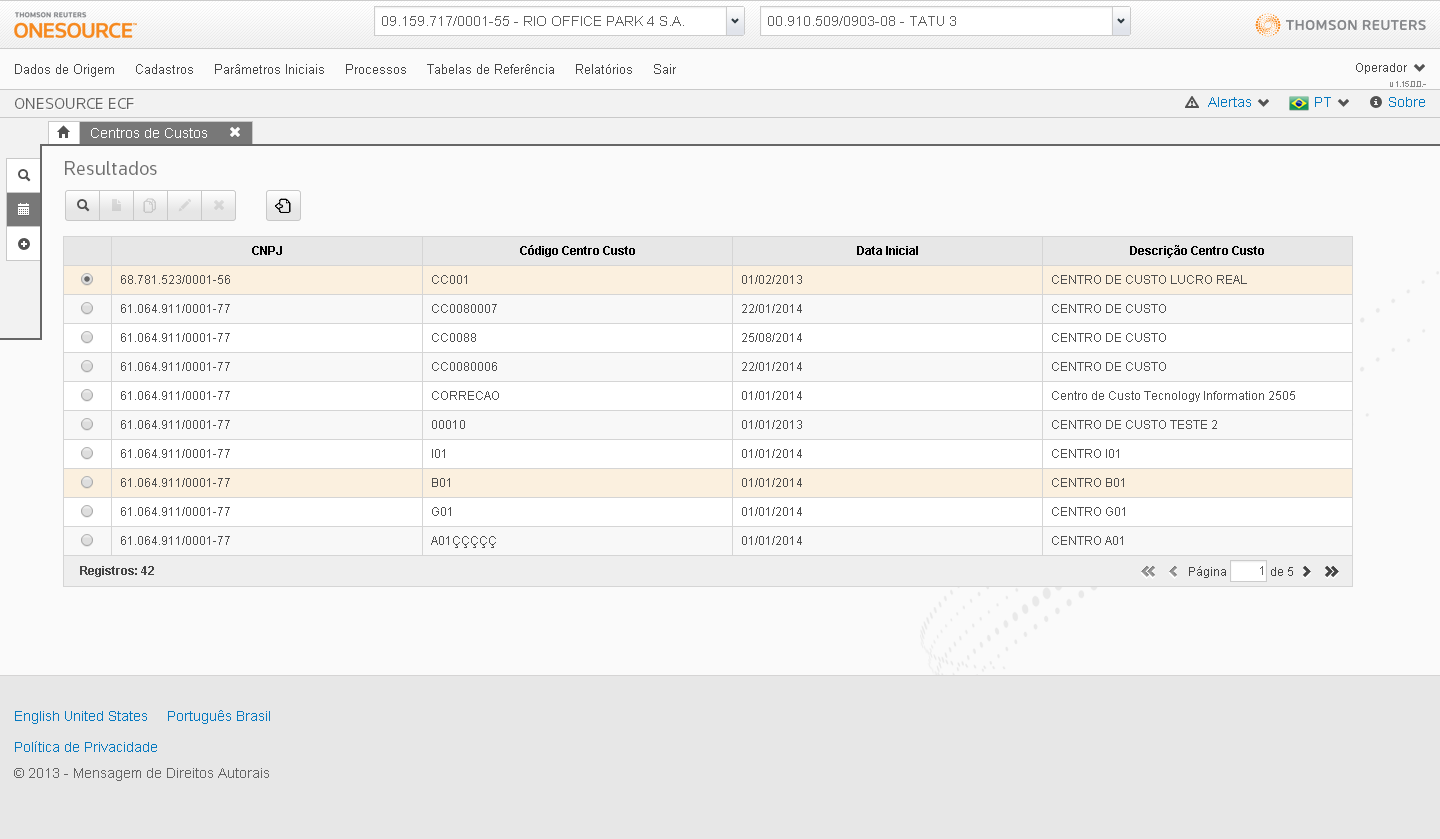 THOMSON REUTERS
ONESOURCE™
09.159.717/0001-55 - RIO OFFICE PARK 4 S.A.
00.910.509/0903-08 - TATU 3
THOMSON REUTERS
Dados de Origem Cadastros Parâmetros Iniciais Processos Tabelas de Referência Relatórios Sair
Operador
ONESOURCE ECF
Alertas PT Sobre
Centros de Custos
Resultados
CNPJ Código Centro Custo Data Inicial Descrição Centro Custo
68.781.523/0001-56 CC001 01/02/2013 CENTRO DE CUSTO LUCRO REAL
61.064.911/0001-77 CC0080007 22/01/2014 CENTRO DE CUSTO
61.064.911/0001-77 CC0088 25/08/2014 CENTRO DE CUSTO
61.064.911/0001-77 CC0080006 22/01/2014 CENTRO DE CUSTO
61.064.911/0001-77 CORRECAO 01/01/2014 Centro de Custo Tecnology Information 2505
61.064.911/0001-77 00010 01/01/2013 CENTRO DE CUSTO TESTE 2
61.064.911/0001-77 I01 01/01/2014 CENTRO I01
61.064.911/0001-77 B01 01/01/2014 CENTRO B01
61.064.911/0001-77 G01 01/01/2014 CENTRO G01
61.064.911/0001-77 A01ÇÇÇÇÇ 01/01/2014 CENTRO A01
Registros: 42
Página 1 de 5
English United States Português Brasil
Política de Privacidade
© 2013 - Mensagem de Direitos Autorais